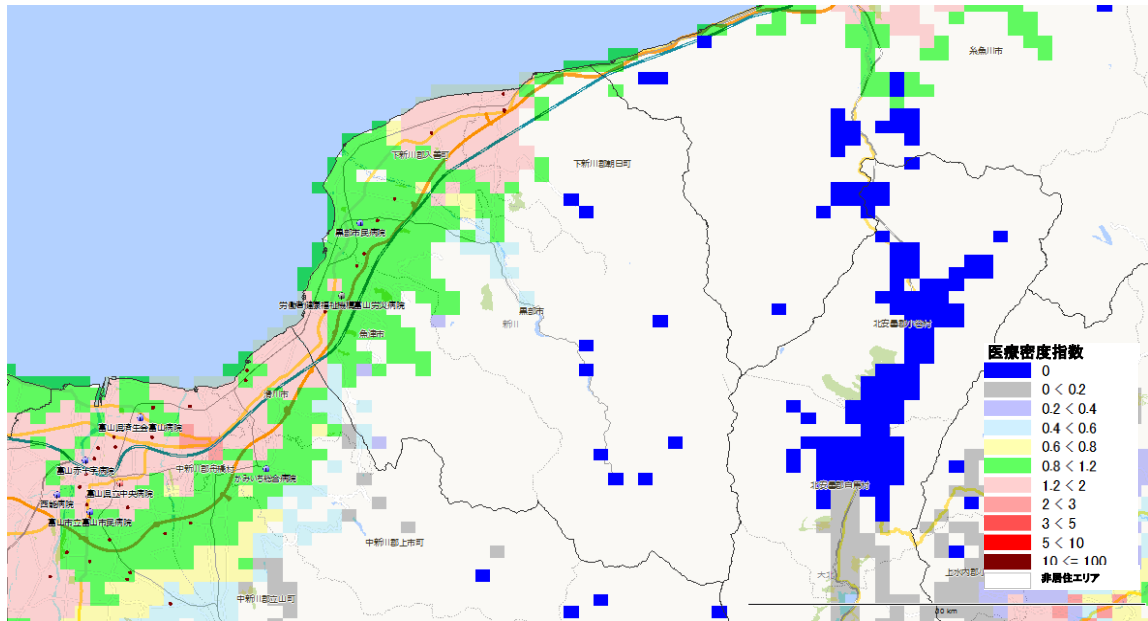 糸魚川市
下新川郡入善町
下新川郡朝日町
黒部市民病院
労働者健康福祉機構富山労災病院
黒部市
新川
魚津市
北安曇郡小谷村
滑川市
富山県済生会富山病院
中新川郡舟橋村
富山赤十字病院
かみいち総合病院
富山県立中央病院
西能病院
富山市立富山市民病院
北安曇郡白馬村
中新川郡上市町
中新川郡立山町
大北
上水内郡小
医療密度指数
0
0 < 0.2
0.2 < 0.4
0.4 < 0.6
0.6 < 0.8
0.8 < 1.2
1.2 < 2
2 < 3
3 < 5
5 < 10
10 <= 100
非居住エリア